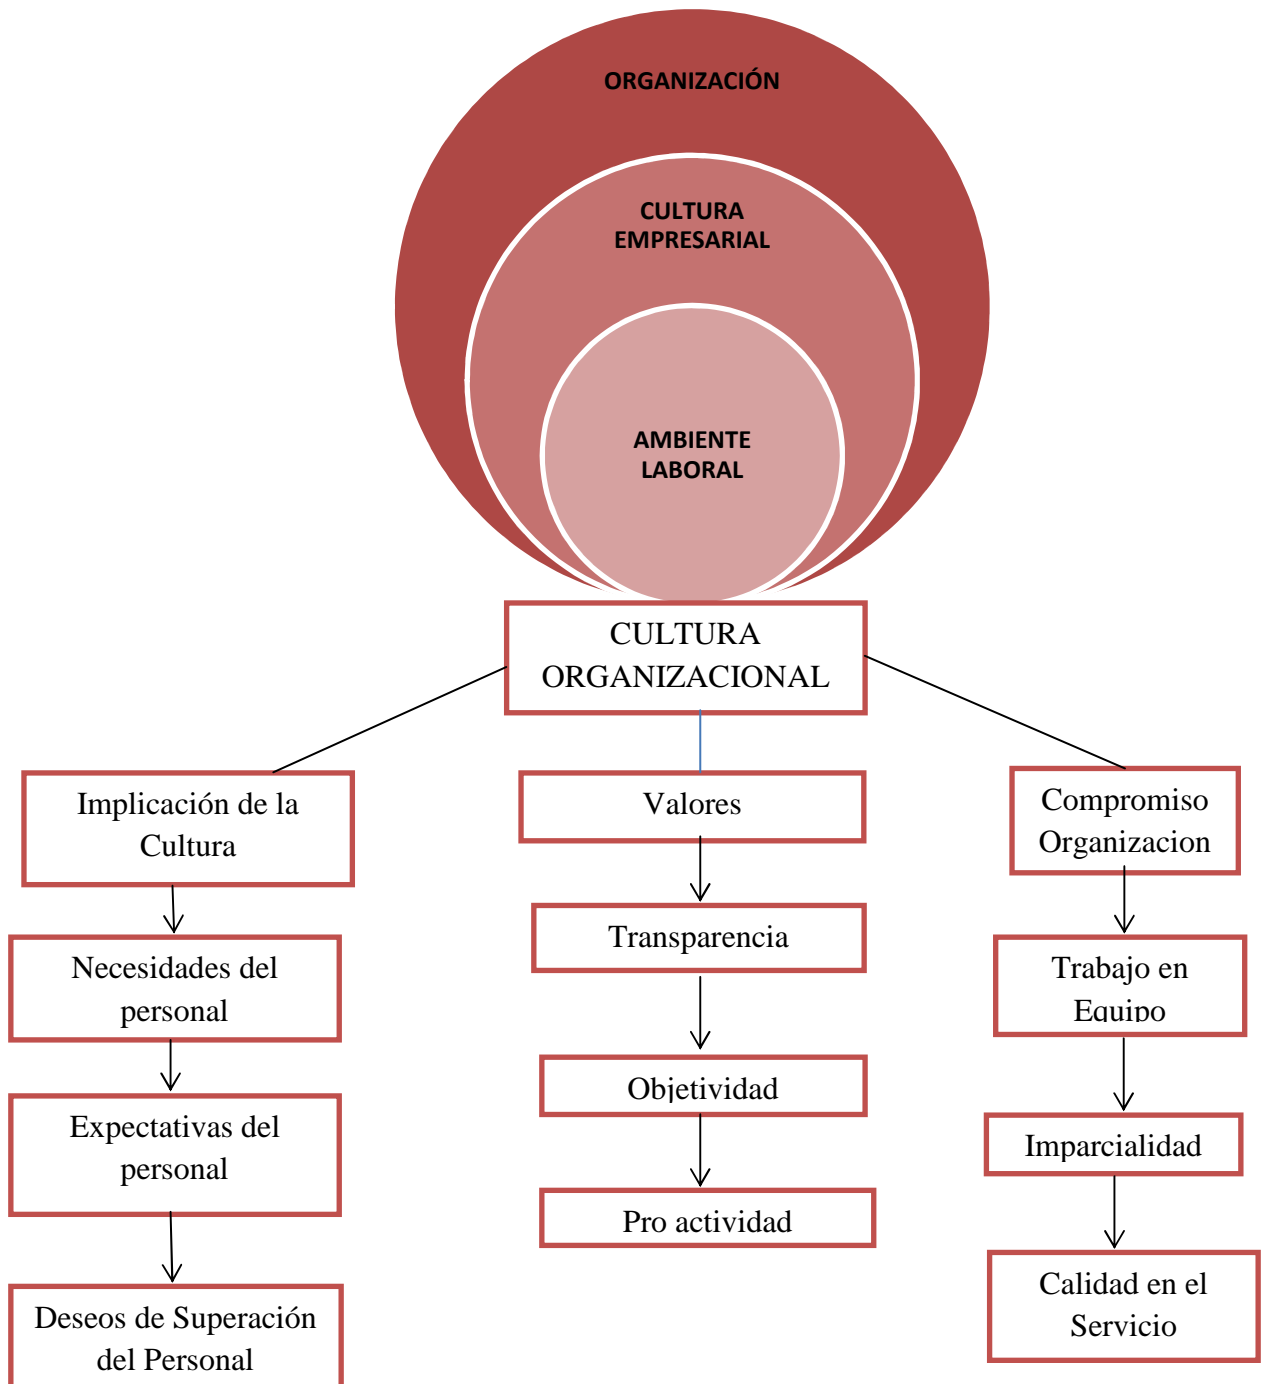 ORGANIZACIÓN
CULTURA
EMPRESARIAL
AMBIENTE
LABORAL
CULTURA
ORGANIZACIONAL
Implicación de la
Cultura
Necesidades del
personal
Expectativas del
personal
Deseos de Superación
del Personal
Valores
Transparencia
Objetividad
Pro actividad
Compromiso
Organizacion
Trabajo en
Equipo
Imparcialidad
Calidad en el
Servicio